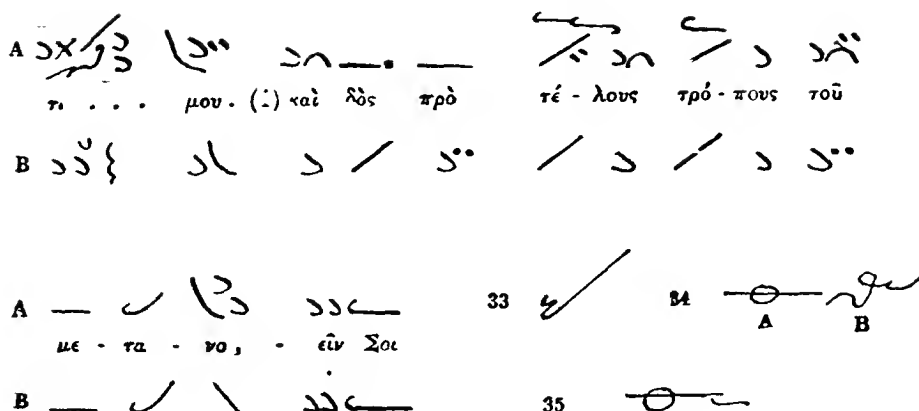 A
τι . . . μου . (:) καὶ δὸς πρὸ τέ - λους τρό - πους τοῦ
B
A 33 34 A B
με - τα - νο, - εῖν Σοι
B 35